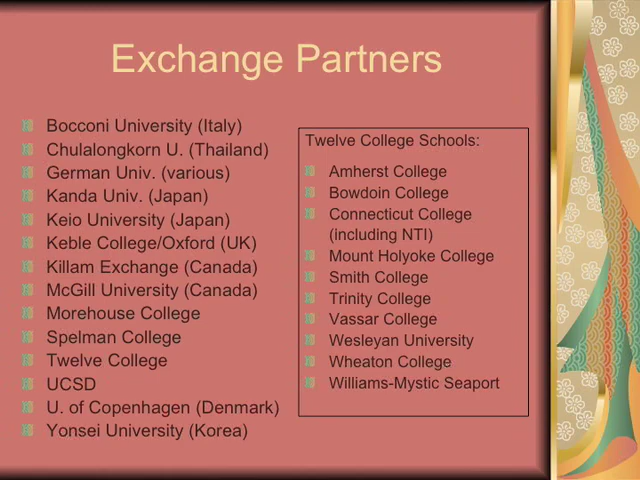 Exchange Partners
Bocconi University (Italy)
Chulalongkorn U. (Thailand)
German Univ. (various)
Kanda Univ. (Japan)
Keio University (Japan)
Keble College/Oxford (UK)
Killam Exchange (Canada)
McGill University (Canada)
Morehouse College
Spelman College
Twelve College
UCSD
U. of Copenhagen (Denmark)
Yonsei University (Korea)
Twelve College Schools:
Amherst College
Bowdoin College
Connecticut College
(including NTI)
Mount Holyoke College
Smith College
Trinity College
Vassar College
Wesleyan University
Wheaton College
Williams-Mystic Seaport